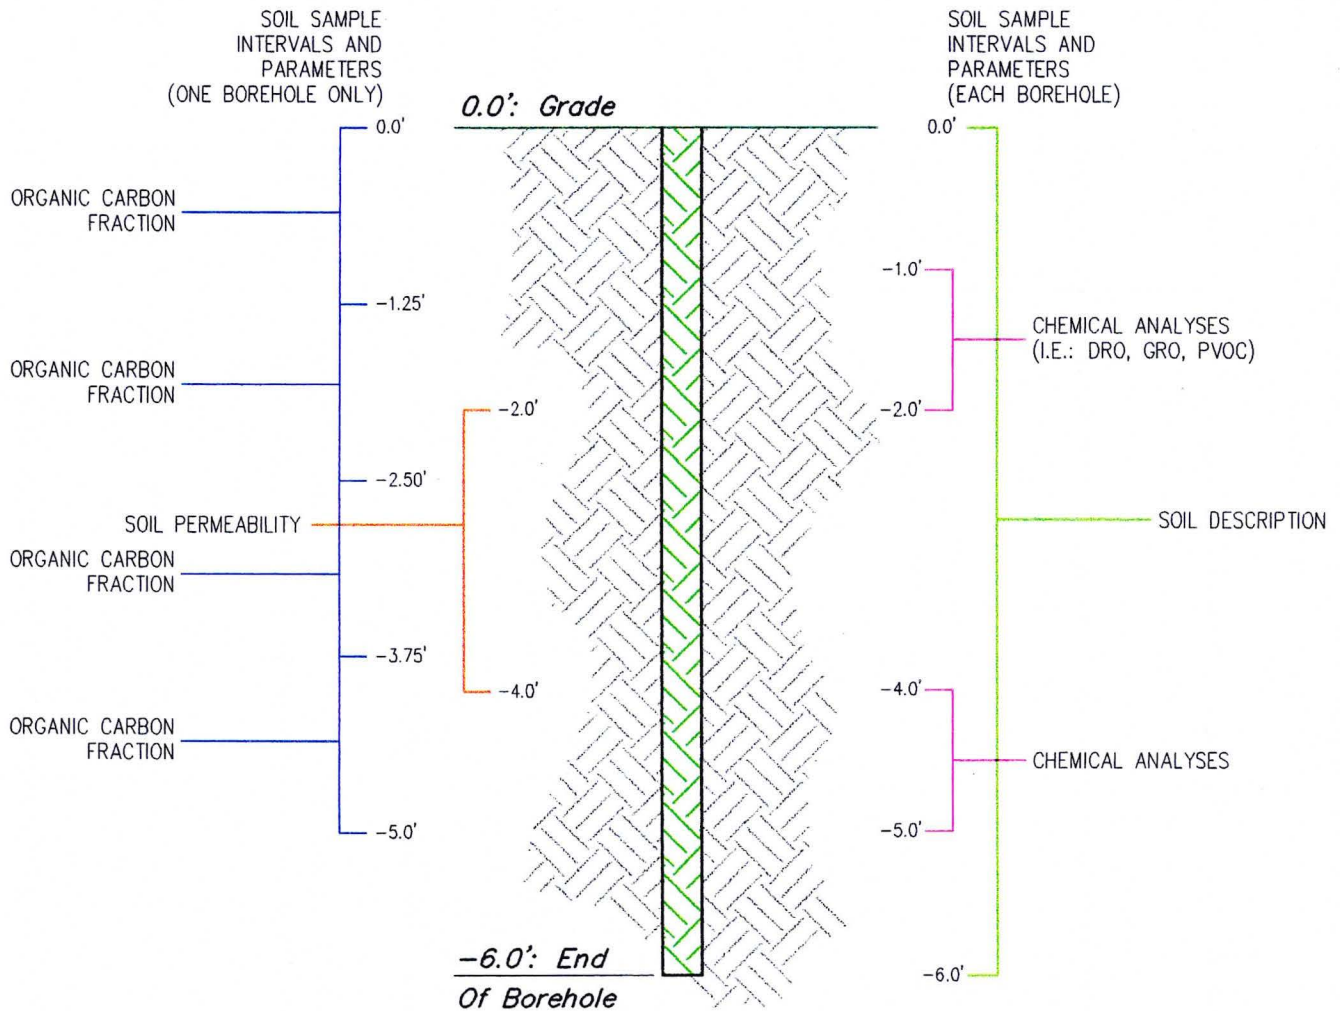 SOIL SAMPLE
INTERVALS AND
PARAMETERS
(ONE BOREHOLE ONLY)
SOIL SAMPLE
INTERVALS AND
PARAMETERS
(EACH BOREHOLE)
0.0': Grade
0.0'
0.0'
ORGANIC CARBON
FRACTION
-1.0'
-1.25'
CHEMICAL ANALYSES
(I.E.: DRO, GRO, PVOC)
ORGANIC CARBON
FRACTION
-2.0'
-2.0'
-2.50'
SOIL PERMEABILITY
SOIL DESCRIPTION
ORGANIC CARBON
FRACTION
-3.75'
-4.0'
-4.0'
ORGANIC CARBON
FRACTION
CHEMICAL ANALYSES
-5.0'
-5.0'
-6.0': End
Of Borehole
-6.0'